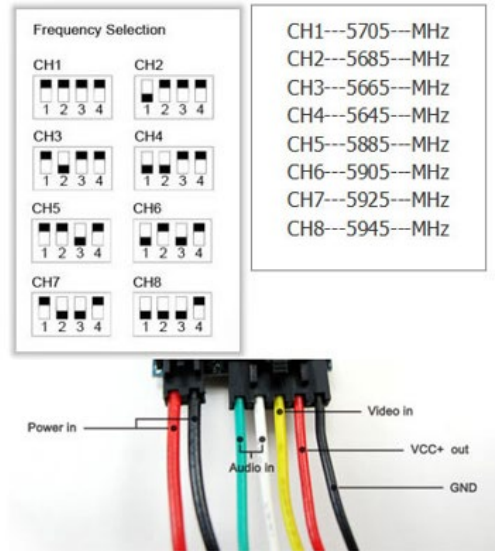 Frequency Selection
CH1 CH2
1 2 3 4 1 2 3 4
CH3 CH4
1 2 3 4 1 2 3 4
CH5 CH6
1 2 3 4 1 2 3 4
CH7 CH8
1 2 3 4 1 2 3 4
CH1---5705---MHz
CH2---5685---MHz
CH3---5665---MHz
CH4---5645---MHz
CH5---5885---MHz
CH6---5905---MHz
CH7---5925---MHz
CH8---5945---MHz
Video in
Power in
VCC+ out
Audio in
GND